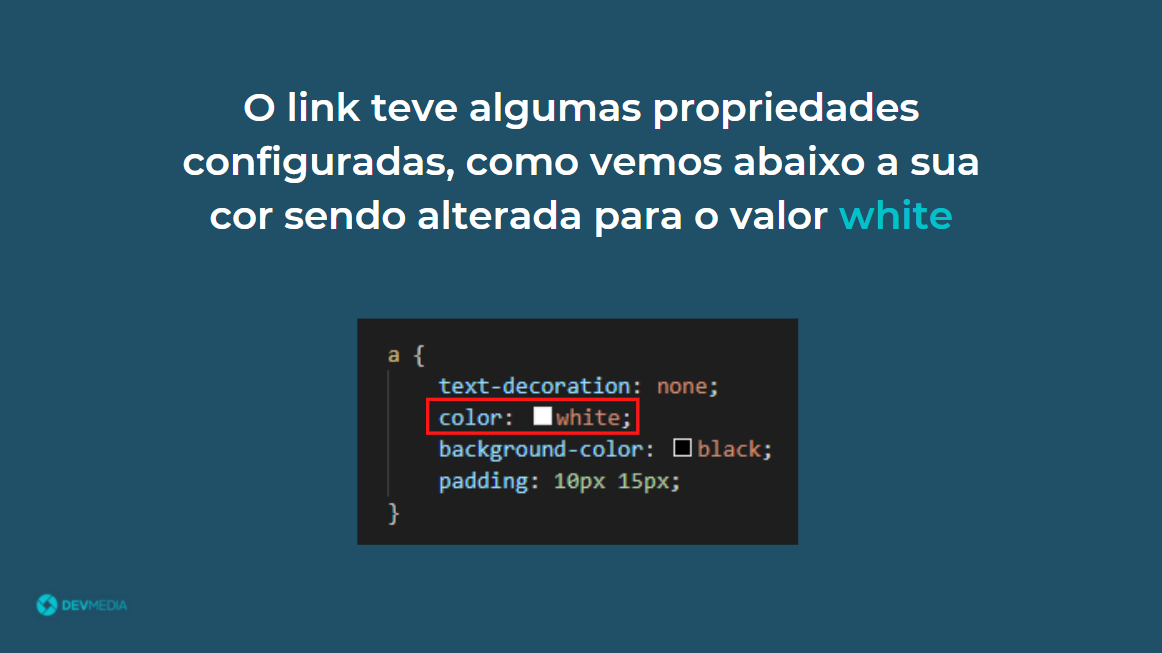 O link teve algumas propriedades
configuradas, como vemos abaixo a sua
cor sendo alterada para o valor white
a {
text-decoration: none;
color: white;
background-color: black;
padding: 10px 15px;
}
DEVMEDIA